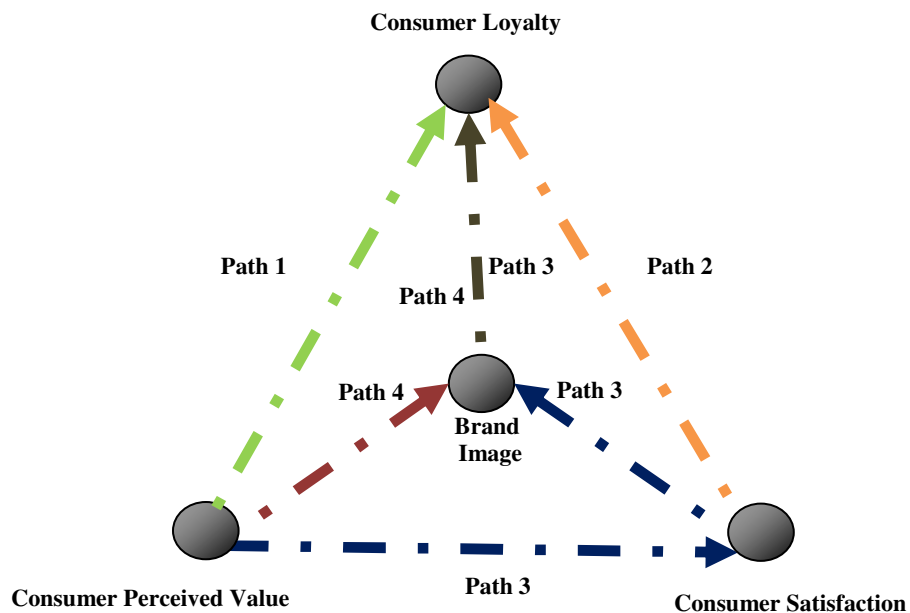 Consumer Loyalty
Path 1
Path 3
Path 2
Path 4
Path 4
Path 3
Brand
Image
Path 3
Consumer Perceived Value
Consumer Satisfaction